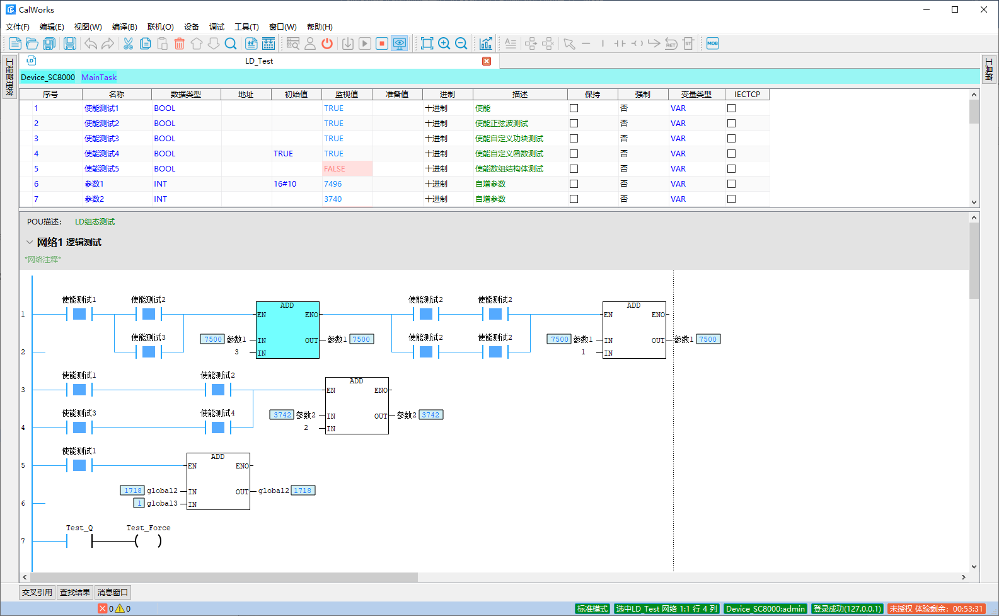 CalWorks
文件(F) 编辑(E) 视图(W) 编译(B) 联机(O) 设备 调试 工具(T) 窗口(W) 帮助(H)
RET ST MOB
工程管理树
工具箱
LD LD_Test
Device_SC8000 MainTask
序号 名称 数据类型 地址 初始值 监视值 准备值 进制 描述 保持 强制 变量类型 IECTCP
1 使能测试1 BOOL TRUE 十进制 使能 否 VAR
2 使能测试2 BOOL TRUE 十进制 使能正弦波测试 否 VAR
3 使能测试3 BOOL TRUE 十进制 使能自定义功块测试 否 VAR
4 使能测试4 BOOL TRUE TRUE 十进制 使能自定义函数测试 否 VAR
5 使能测试5 BOOL FALSE 十进制 使能数组结构体测试 否 VAR
6 参数1 INT 16#10 7496 十进制 自增参数 否 VAR
7 参数2 INT 3740 十进制 自增参数 否 VAR
POU描述: LD组态测试
网络1 逻辑测试
*网络注释*
使能测试1 使能测试2 ADD 使能测试2 使能测试2 ADD
1 EN ENO EN ENO
使能测试3 7500 参数1 IN OUT 参数1 7500 使能测试2 使能测试2 7500 参数1 IN OUT 参数1 7500
2 3 IN 1 IN
使能测试1 使能测试2 ADD
3 EN ENO
使能测试3 使能测试4 3742 参数2 IN OUT 参数2 3742
4 2 IN
使能测试1 ADD
5 EN ENO
1718 global2 IN OUT global2 1718
6 1 global3 IN
Test_Q Test_Force
7
交叉引用 查找结果 消息窗口
0 0 标准模式 选中LD_Test 网络 1:1 行 4 列 Device_SC8000:admin 登录成功(127.0.0.1) 未授权 体验剩余: 00:53:31